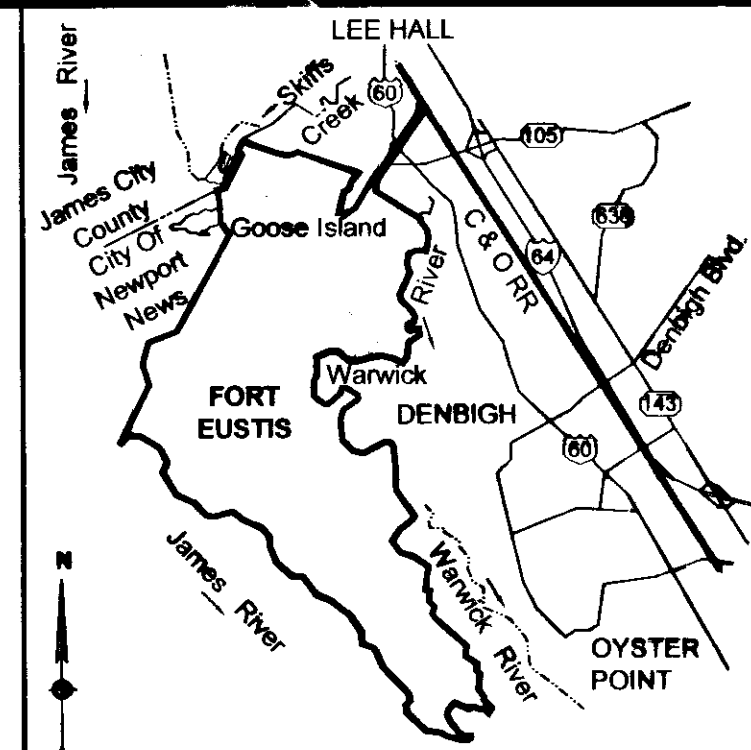 LEE HALL
James River
Skiffs
Creek
60
105
James City
County
City Of
Newport
News
Goose Island
C & O RR
64
638
Denbigh Blvd.
River
Warwick
FORT
EUSTIS
DENBIGH
143
60
James River
Warwick River
N
OYSTER
POINT